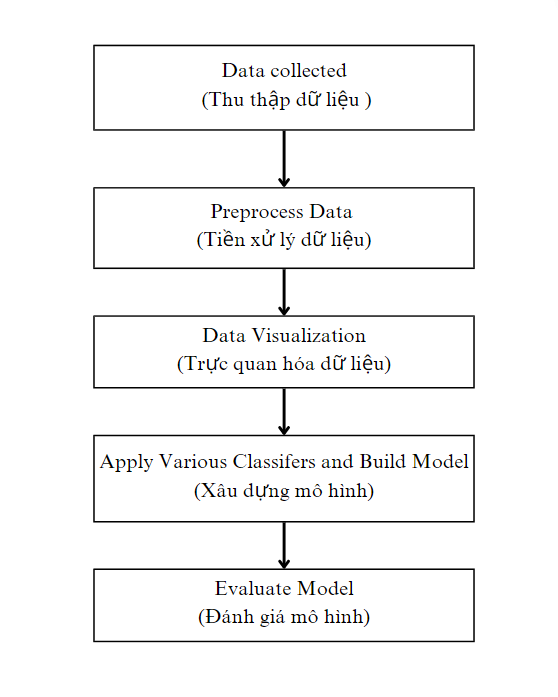 Data collected
(Thu thập dữ liệu )
Preprocess Data
(Tiền xử lý dữ liệu)
Data Visualization
(Trực quan hóa dữ liệu)
Apply Various Classifers and Build Model
(Xâu dựng mô hình)
Evaluate Model
(Đánh giá mô hình)